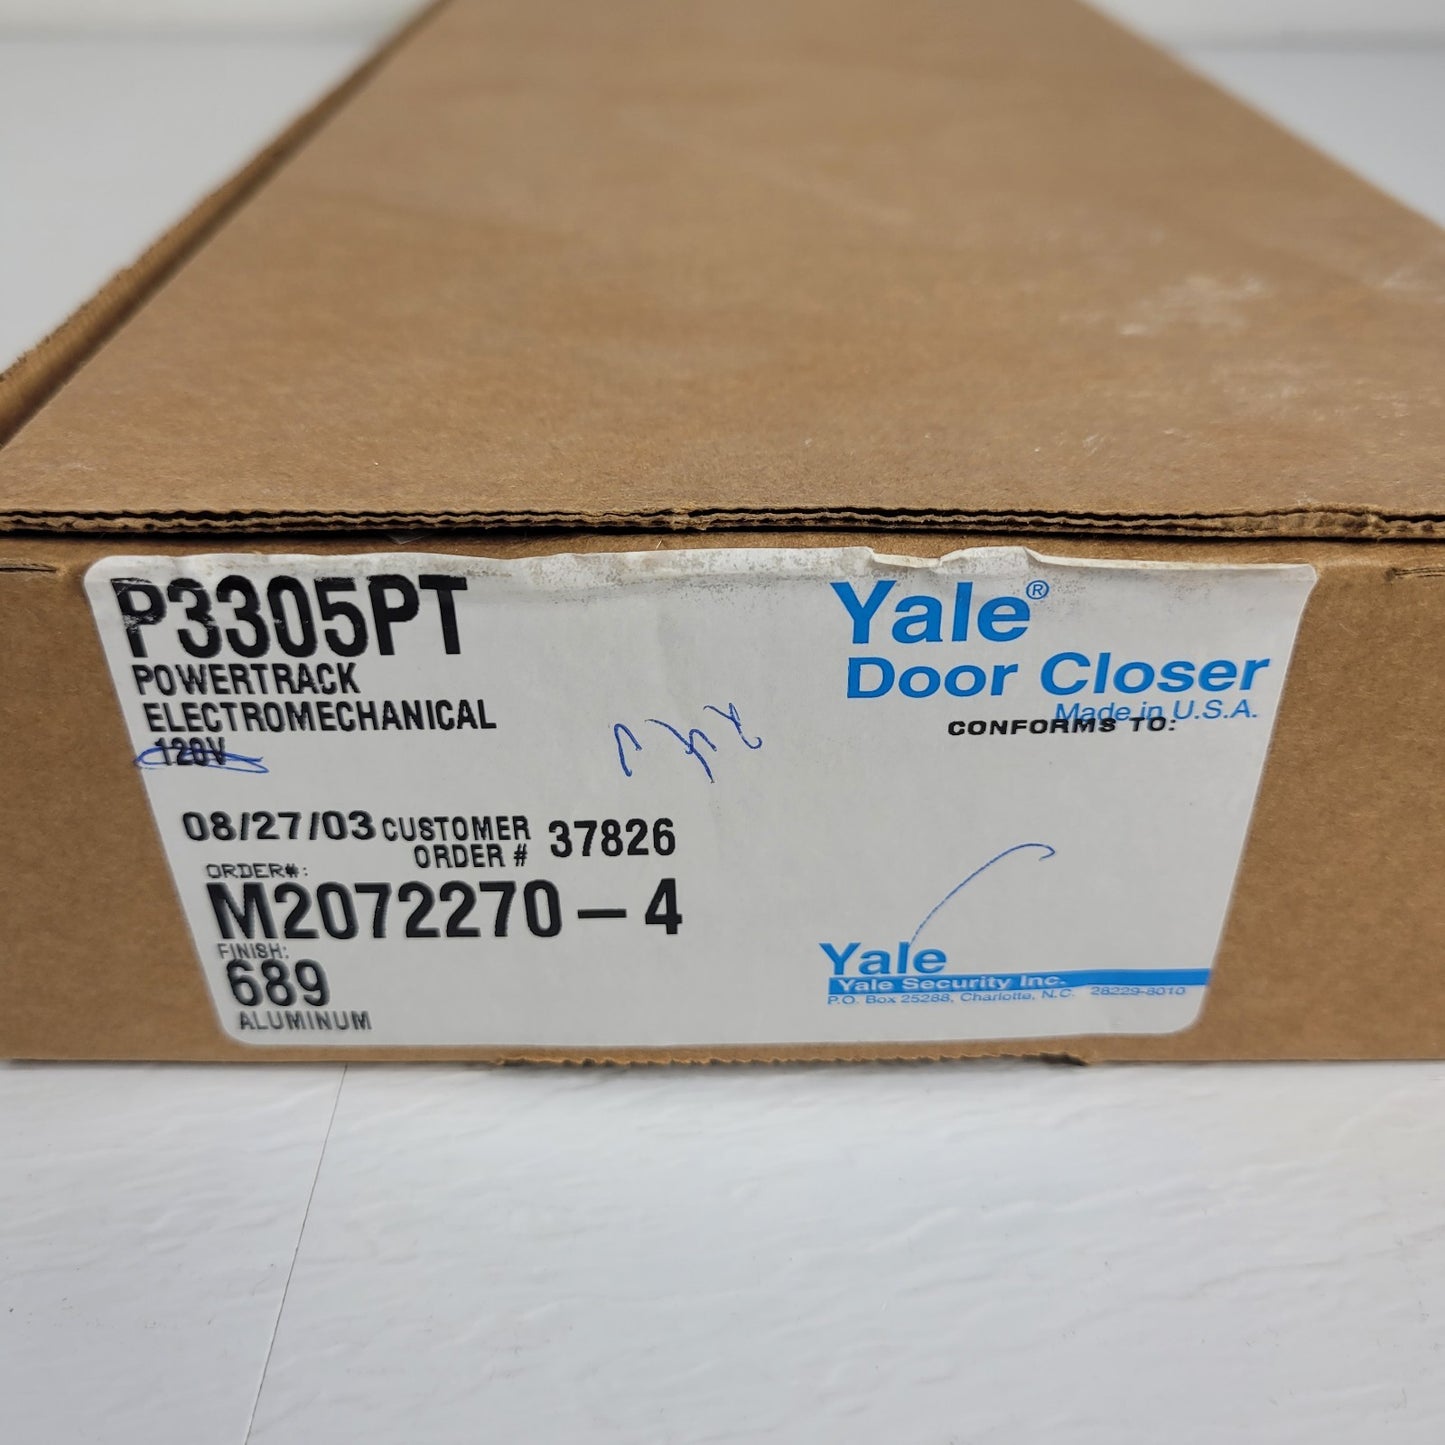 P3305PT
POWERTRACK
ELECTROMECHANICAL
120V
08/27/03 CUSTOMER ORDER # 37826
ORDER#:
M2072270-4
FINISH:
689
ALUMINUM
Yale®
Door Closer
Made in U.S.A.
CONFORMS TO:
Yale
Yale Security Inc.
P.O. Box 25288, Charlotte, N.C. 28229-8010